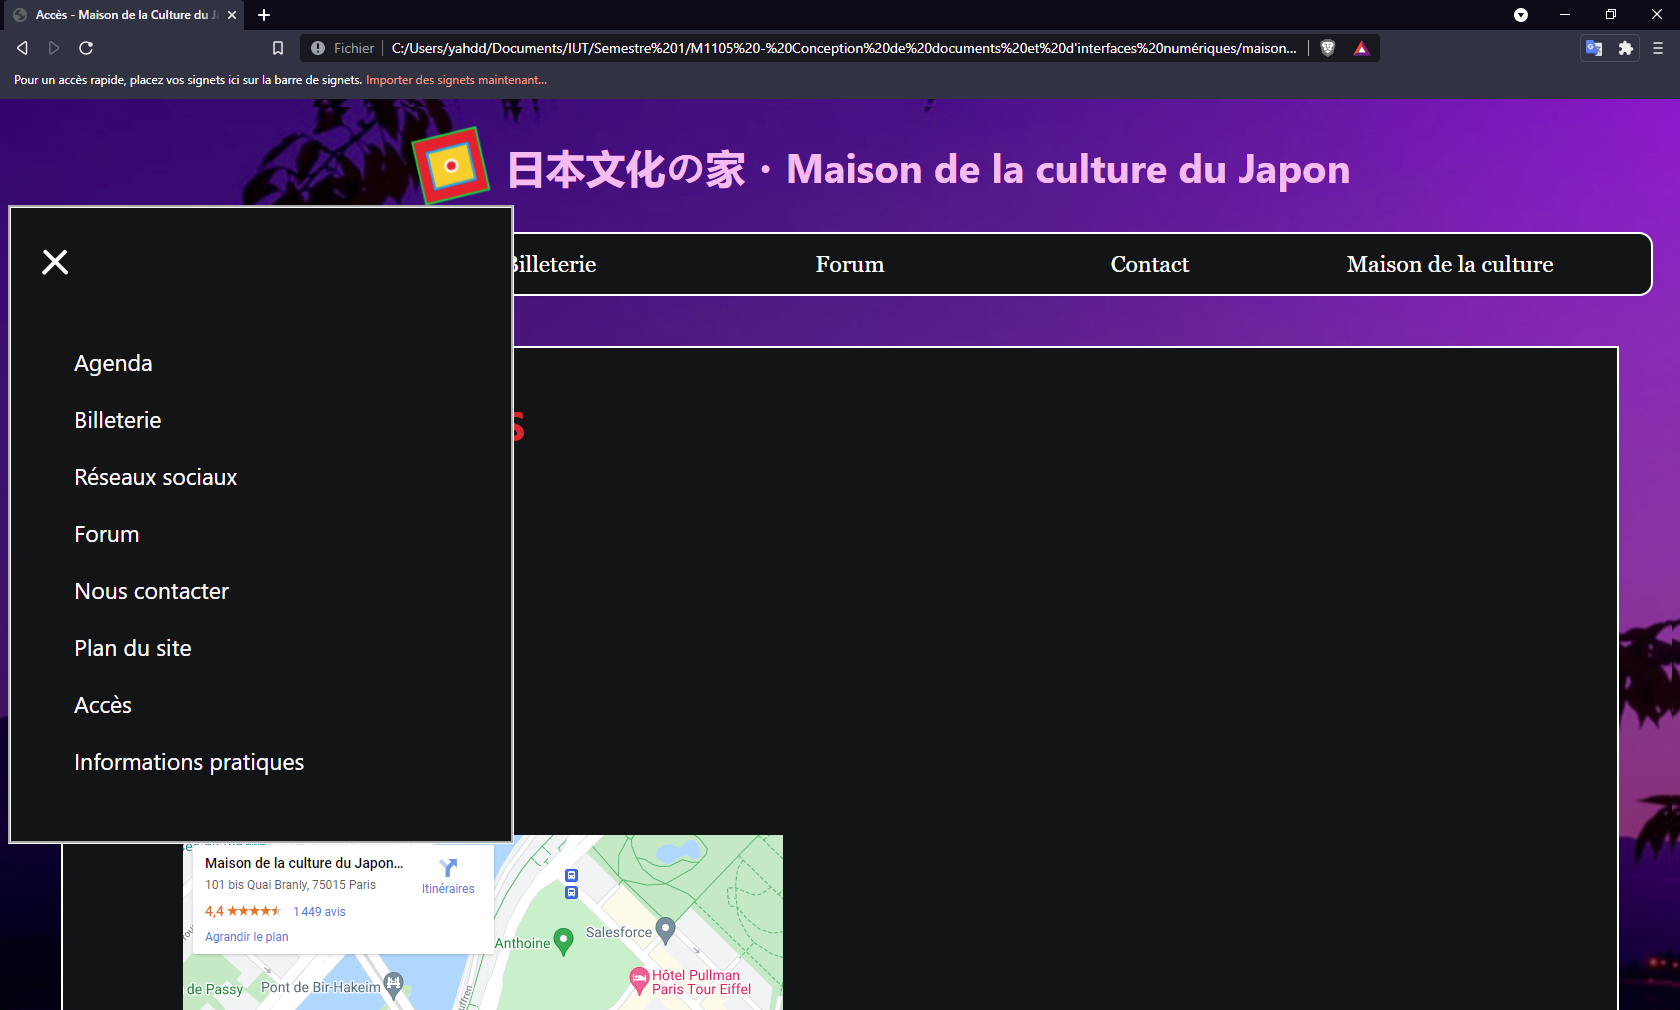 Accès - Maison de la Culture du J
Fichier
C:/Users/yahdd/Documents/IUT/Semestre%201/M1105%20-%20Conception%20de%20documents%20et%20d'interfaces%20numériques/maison...
Pour un accès rapide, placez vos signets ici sur la barre de signets. Importer des signets maintenant...
日本文化の家・Maison de la culture du Japon
Billeterie
Forum
Contact
Maison de la culture
Agenda
Billeterie
Réseaux sociaux
Forum
Nous contacter
Plan du site
Accès
Informations pratiques
s
Maison de la culture du Japon...
101 bis Quai Branly, 75015 Paris
Itinéraires
4,4
1 449 avis
Agrandir le plan
Anthoine
Salesforce
Hôtel Pullman
Paris Tour Eiffel
de Passy
Pont de Bir-Hakeim
uffren